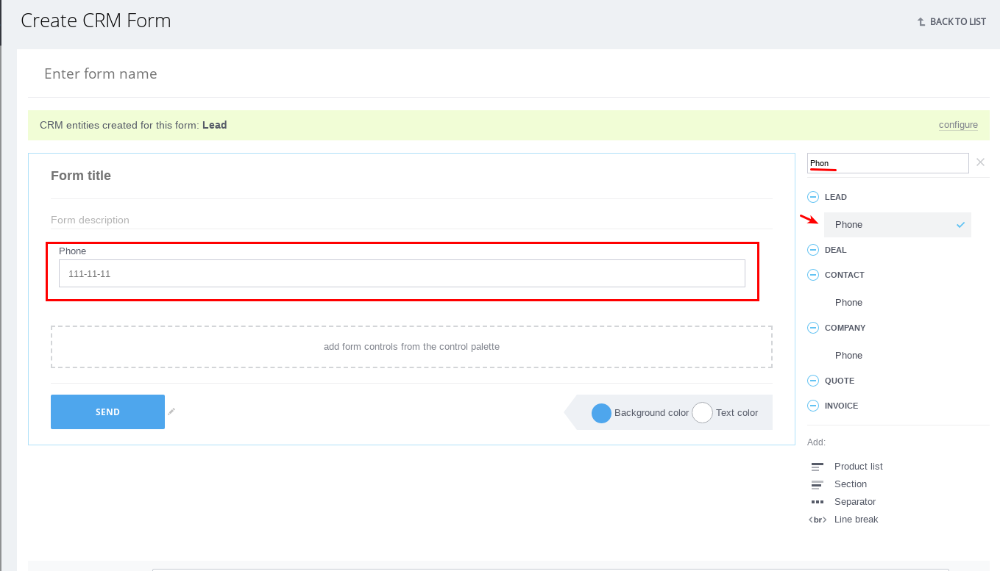 Create CRM Form
BACK TO LIST
Enter form name
CRM entities created for this form: Lead
configure
Form title
Form description
Phone
111-11-11
add form controls from the control palette
SEND
Background color
Text color
Phon
LEAD
Phone
DEAL
CONTACT
Phone
COMPANY
Phone
QUOTE
INVOICE
Add:
Product list
Section
Separator
<br> Line break